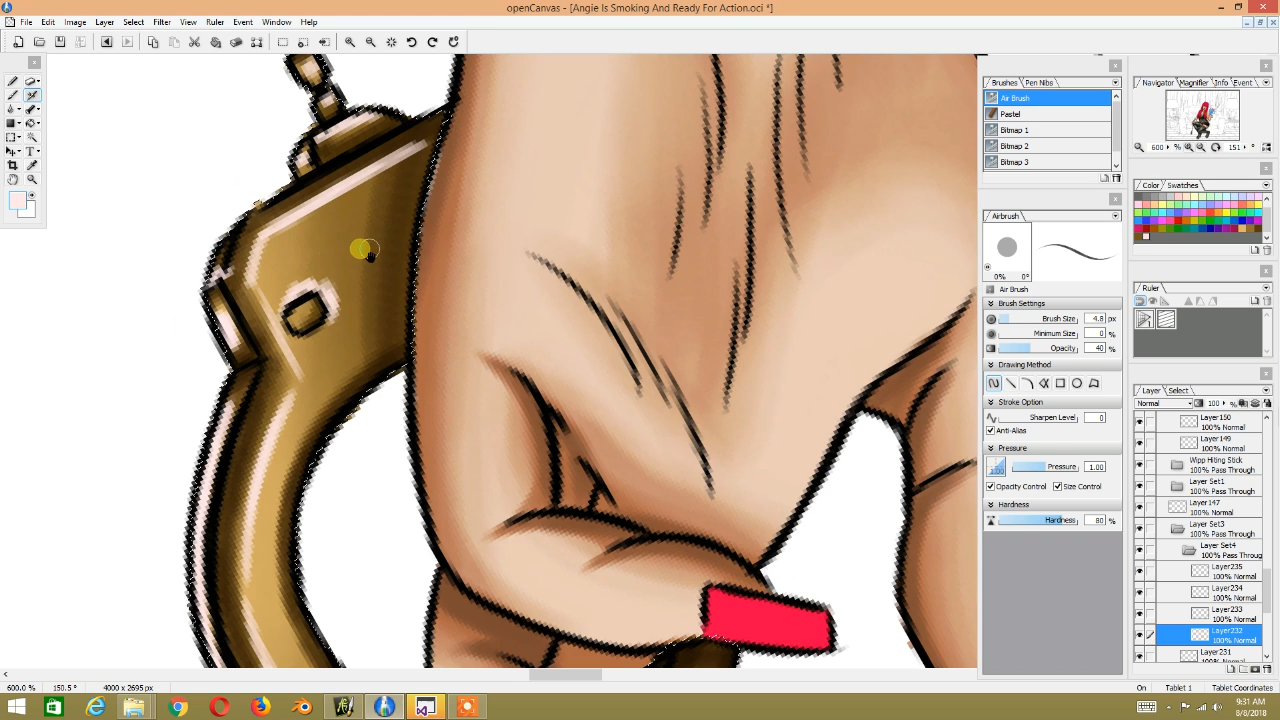 openCanvas - [Angie Is Smoking And Ready For Action.oci *]
File Edit View Layer Select Filter View Ruler Event Window Help
Brushes Pen Nibs
Air Brush
Pastel
Bitmap 1
Bitmap 2
Bitmap 3
Airbrush
0% 0°
Air Brush
Brush Settings
Brush Size 4.8 px
Minimum Size 0 %
Opacity 40 %
Drawing Method
Stroke Option
Sharpen Level 0
Anti-Alias
Pressure
1.00 Pressure 1.00
Opacity Control Size Control
Hardness
Hardness 80 %
Navigator Magnifier Info Event
600 % 151 °
Color Swatches
Ruler
Layer Select
Normal 100 %
Layer150
100% Normal
Layer149
100% Normal
Wipp Hiting Stick
100% Pass Through
Layer Set1
100% Pass Through
Layer147
100% Normal
Layer Set3
100% Pass Through
Layer Set4
100% Pass Throug
Layer235
100% Normal
Layer234
100% Normal
Layer233
100% Normal
Layer232
100% Normal
Layer231
100% Normal
600.0 % 150.5 ° 4000 x 2695 px
On Tablet 1 Tablet Coordinates
9:31 AM
8/8/2018